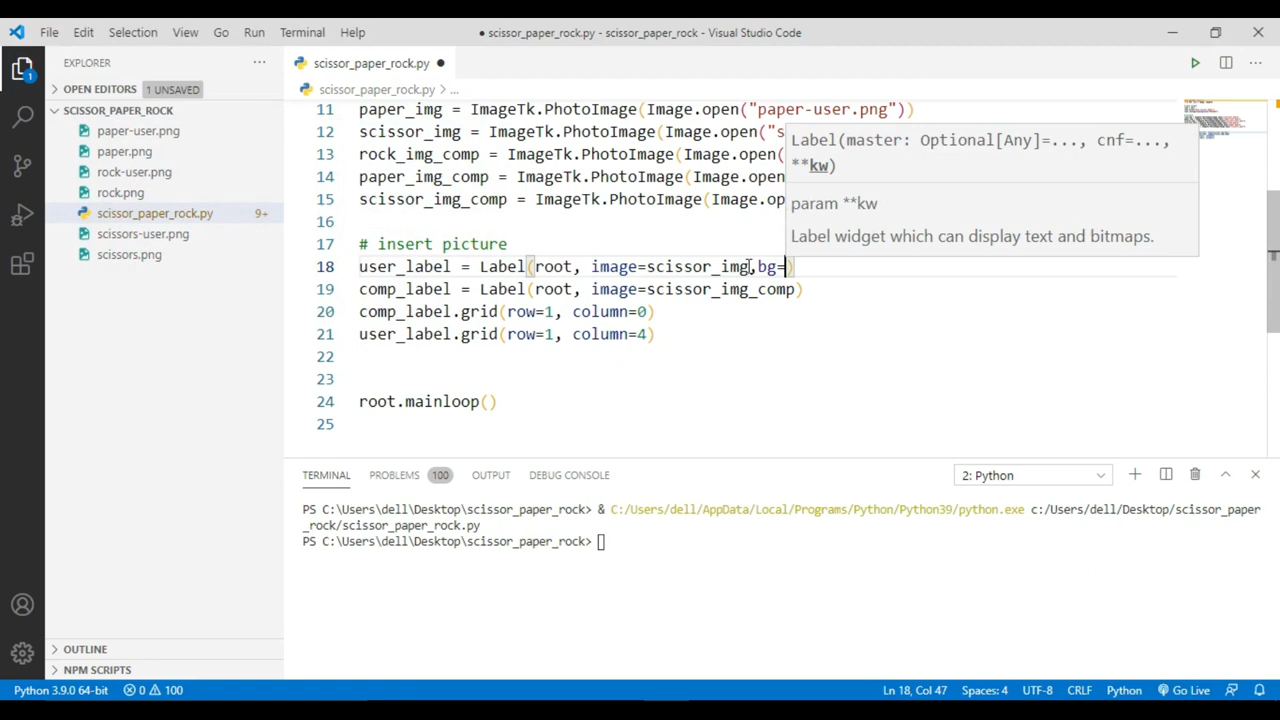 File Edit Selection View Go Run Terminal Help
● scissor_paper_rock.py - scissor_paper_rock - Visual Studio Code
EXPLORER
OPEN EDITORS 1 UNSAVED
SCISSOR_PAPER_ROCK
paper-user.png
paper.png
rock-user.png
rock.png
scissor_paper_rock.py 9+
scissors-user.png
scissors.png
OUTLINE
NPM SCRIPTS
1
scissor_paper_rock.py ●
scissor_paper_rock.py > ...
11 paper_img = ImageTk.PhotoImage(Image.open("paper-user.png"))
12 scissor_img = ImageTk.PhotoImage(Image.open("s
13 rock_img_comp = ImageTk.PhotoImage(Image.open(
14 paper_img_comp = ImageTk.PhotoImage(Image.open
15 scissor_img_comp = ImageTk.PhotoImage(Image.op
16
17 # insert picture
18 user_label = Label(root, image=scissor_img,bg=)
19 comp_label = Label(root, image=scissor_img_comp)
20 comp_label.grid(row=1, column=0)
21 user_label.grid(row=1, column=4)
22
23
24 root.mainloop()
25
Label(master: Optional[Any]=..., cnf=...,
**kw)
param **kw
Label widget which can display text and bitmaps.
TERMINAL PROBLEMS 100 OUTPUT DEBUG CONSOLE 2: Python
PS C:\Users\dell\Desktop\scissor_paper_rock> & C:/Users/dell/AppData/Local/Programs/Python/Python39/python.exe c:/Users/dell/Desktop/scissor_paper
_rock/scissor_paper_rock.py
PS C:\Users\dell\Desktop\scissor_paper_rock>
Python 3.9.0 64-bit 0 100 Ln 18, Col 47 Spaces: 4 UTF-8 CRLF Python Go Live